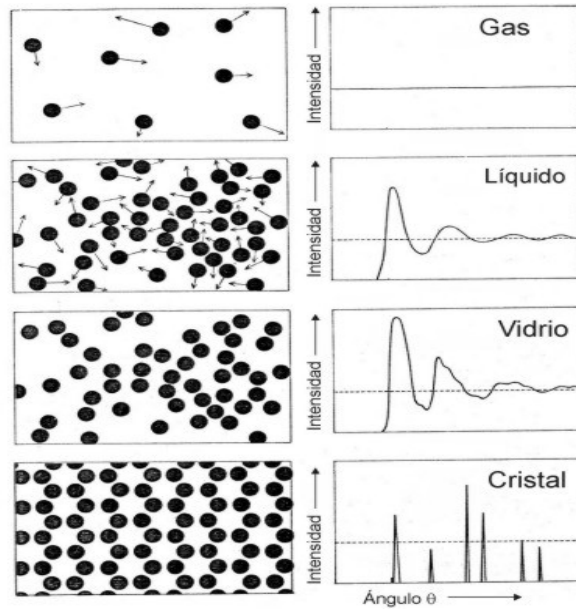 Intensidad
Gas
Intensidad
Líquido
Intensidad
Vidrio
Intensidad
Cristal
Ángulo θ